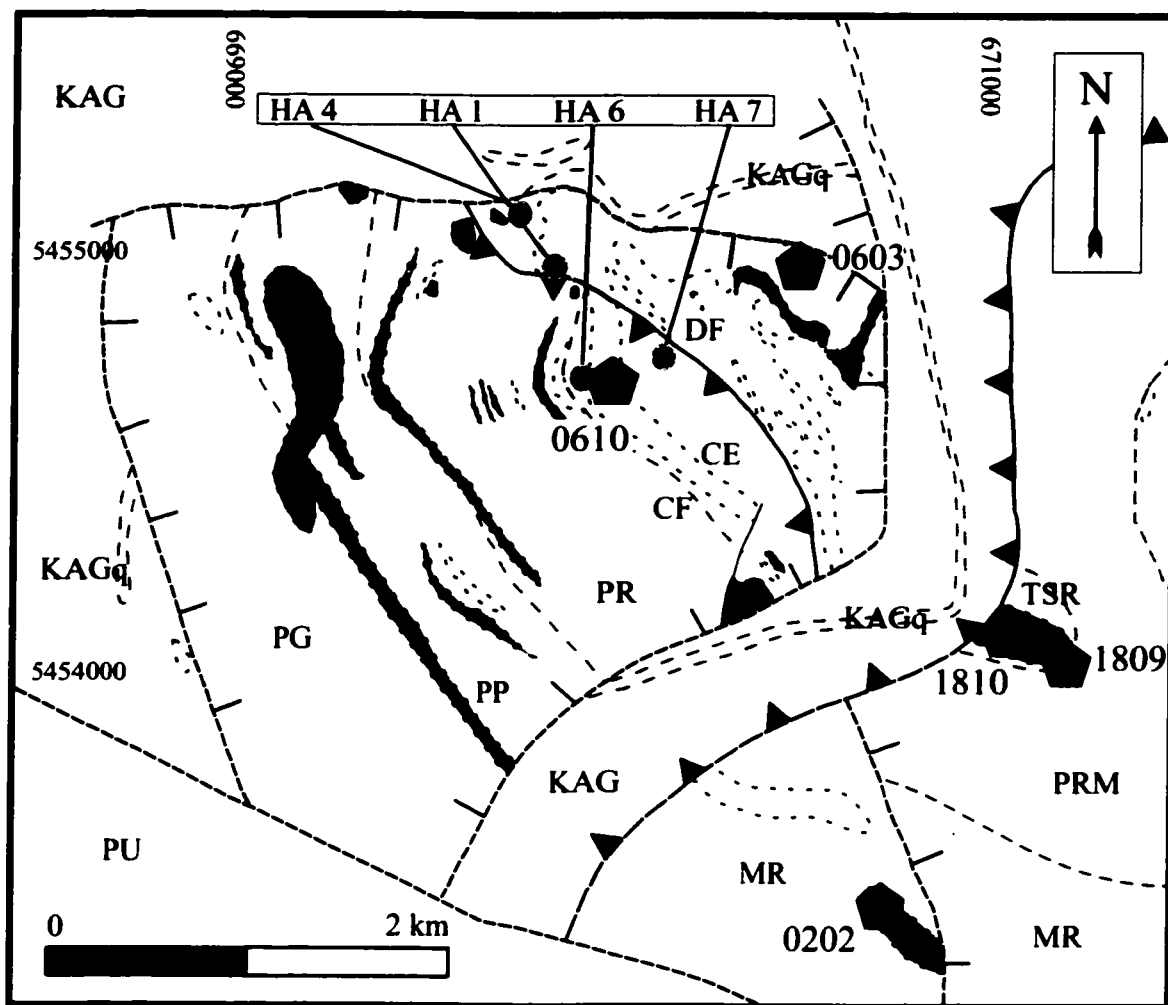 669000
671000
KAG
N
HA 4 HA 1 HA 6 HA 7
KAGq
5455000
0603
DF
0610
CE
CF
KAGq
PR
TSR
KAGq
PG
1809
5454000
PP
1810
KAG
PRM
PU
MR
0 2 km
0202
MR